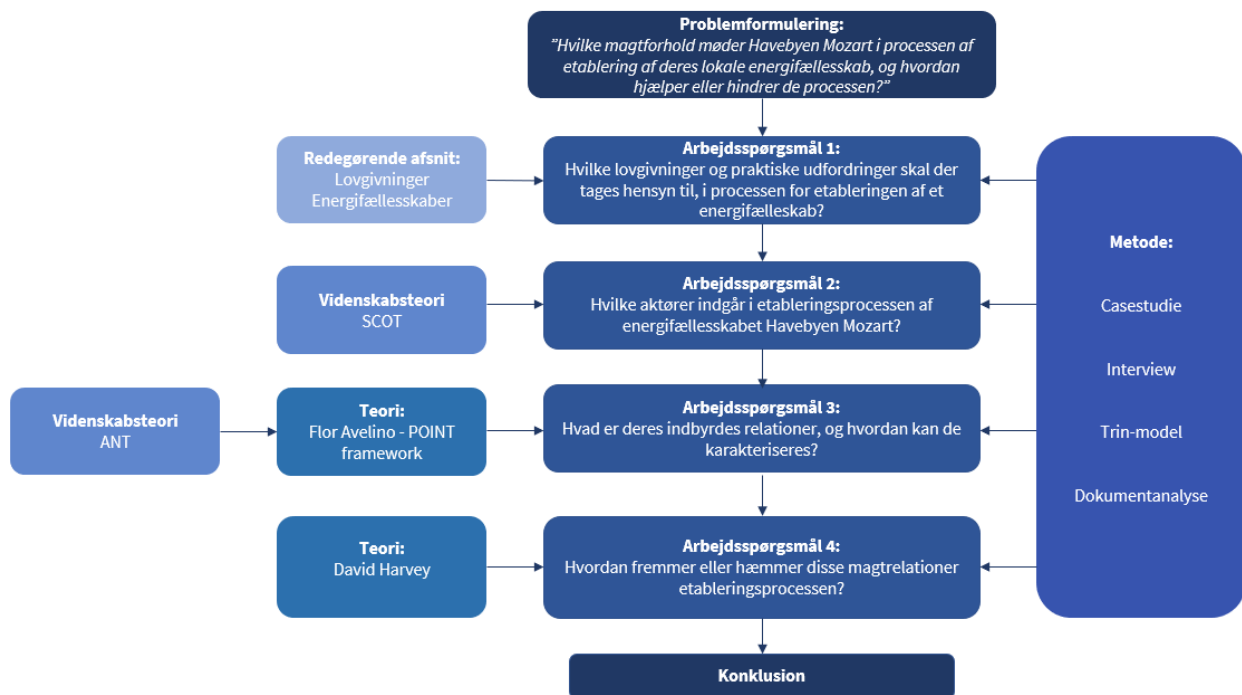 Problemformulering:
”Hvilke magtforhold møder Havebyen Mozart i processen af
etablering af deres lokale energifællesskab, og hvordan
hjælper eller hindrer de processen?”
Redegørende afsnit:
Lovgivninger
Energifællesskaber
Arbejdsspørgsmål 1:
Hvilke lovgivninger og praktiske udfordringer skal der
tages hensyn til, i processen for etableringen af et
energifælleskab?
Metode:
Casestudie
Interview
Trin-model
Dokumentanalyse
Videnskabsteori
SCOT
Arbejdsspørgsmål 2:
Hvilke aktører indgår i etableringsprocessen af
energifællesskabet Havebyen Mozart?
Videnskabsteori
ANT
Teori:
Flor Avelino - POINT
framework
Arbejdsspørgsmål 3:
Hvad er deres indbyrdes relationer, og hvordan kan de
karakteriseres?
Teori:
David Harvey
Arbejdsspørgsmål 4:
Hvordan fremmer eller hæmmer disse magtrelationer
etableringsprocessen?
Konklusion